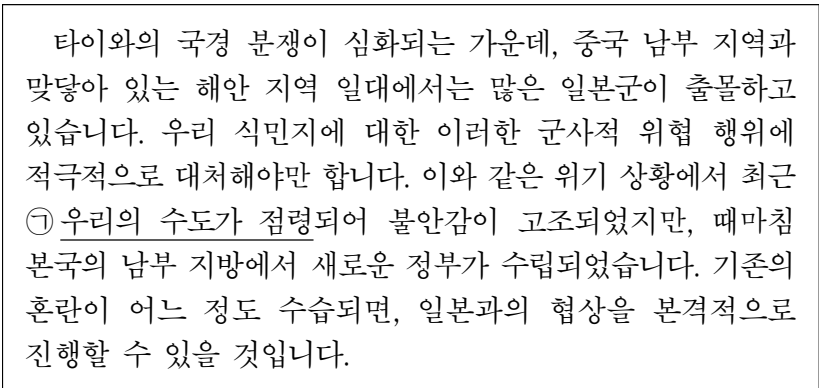 타이와의 국경 분쟁이 심화되는 가운데, 중국 남부 지역과
맞닿아 있는 해안 지역 일대에서는 많은 일본군이 출몰하고
있습니다. 우리 식민지에 대한 이러한 군사적 위협 행위에
적극적으로 대처해야만 합니다. 이와 같은 위기 상황에서 최근
㉠우리의 수도가 점령되어 불안감이 고조되었지만, 때마침
본국의 남부 지방에서 새로운 정부가 수립되었습니다. 기존의
혼란이 어느 정도 수습되면, 일본과의 협상을 본격적으로
진행할 수 있을 것입니다.